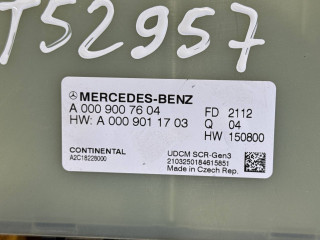 T52957
MERCEDES-BENZ
A 000 900 76 04 FD 2112
HW: A 000 901 17 03 Q 04
HW 150800
CONTINENTAL UDCM SCR-Gen3
A2C18228000 2103250184615851
Made in Czech Rep.